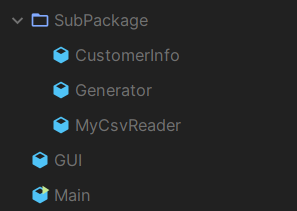 SubPackage
CustomerInfo
Generator
MyCsvReader
GUI
Main